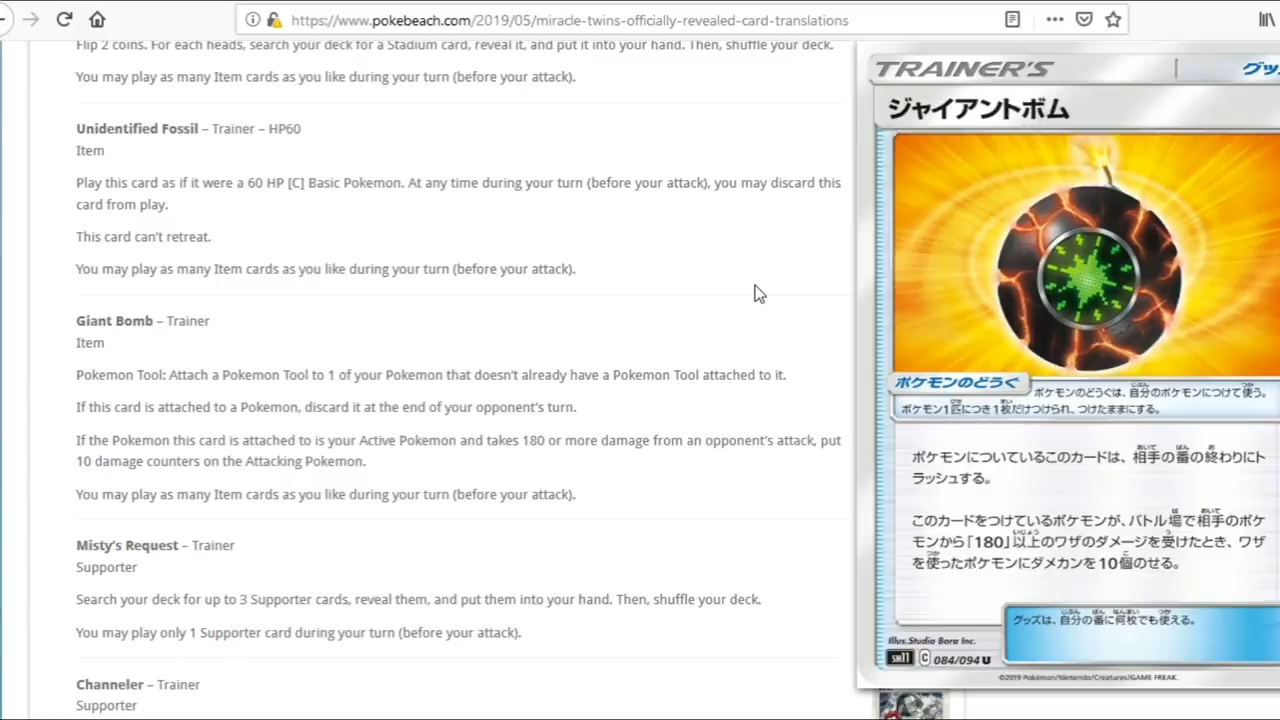 https://www.pokebeach.com/2019/05/miracle-twins-officially-revealed-card-translations
Flip 2 coins. For each heads, search your deck for a Stadium card, reveal it, and put it into your hand. Then, shuffle your deck.
You may play as many Item cards as you like during your turn (before your attack).
Unidentified Fossil – Trainer – HP60
Item
Play this card as if it were a 60 HP [C] Basic Pokemon. At any time during your turn (before your attack), you may discard this
card from play.
This card can't retreat.
You may play as many Item cards as you like during your turn (before your attack).
Giant Bomb – Trainer
Item
Pokemon Tool: Attach a Pokemon Tool to 1 of your Pokemon that doesn't already have a Pokemon Tool attached to it.
If this card is attached to a Pokemon, discard it at the end of your opponent's turn.
If the Pokemon this card is attached to is your Active Pokemon and takes 180 or more damage from an opponent's attack, put
10 damage counters on the Attacking Pokemon.
You may play as many Item cards as you like during your turn (before your attack).
Misty's Request – Trainer
Supporter
Search your deck for up to 3 Supporter cards, reveal them, and put them into your hand. Then, shuffle your deck.
You may play only 1 Supporter card during your turn (before your attack).
Channeler – Trainer
Supporter
TRAINER'S
グッ
ジャイアントボム
ポケモンのどうぐ
ポケモンのどうぐは、自分のポケモンにつけて使う。
ポケモン1匹につき1枚だけつけられ、つけたままにする。
ポケモンについているこのカードは、相手の番の終わりにト
ラッシュする。
このカードをつけているポケモンが、バトル場で相手のポケ
モンから「180」以上のワザのダメージを受けたとき、ワザ
を使ったポケモンにダメカンを10個のせる。
グッズは、自分の番に何枚でも使える。
Illus. Studio Bora Inc.
SM11 C 084/094 U
©2019 Pokémon/Nintendo/Creatures/GAME FREAK.